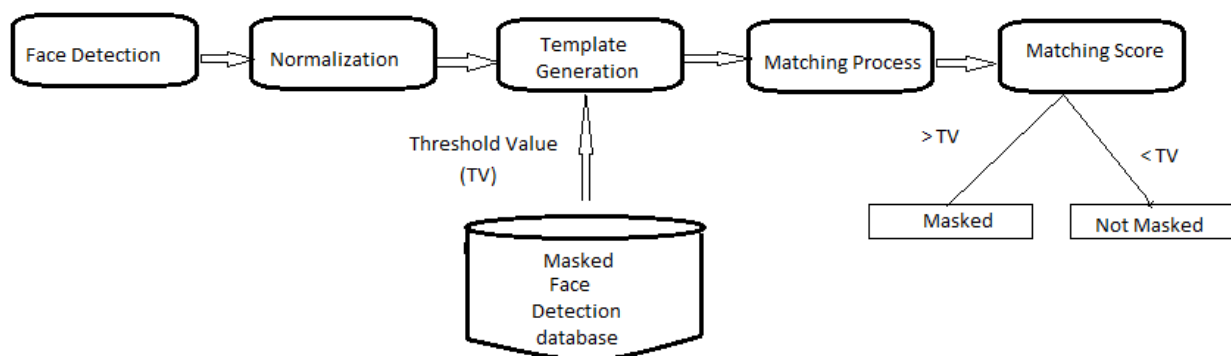 Face Detection
Normalization
Template
Generation
Matching Process
Matching Score
Threshold Value
(TV)
> TV
< TV
Masked
Not Masked
Masked
Face
Detection
database